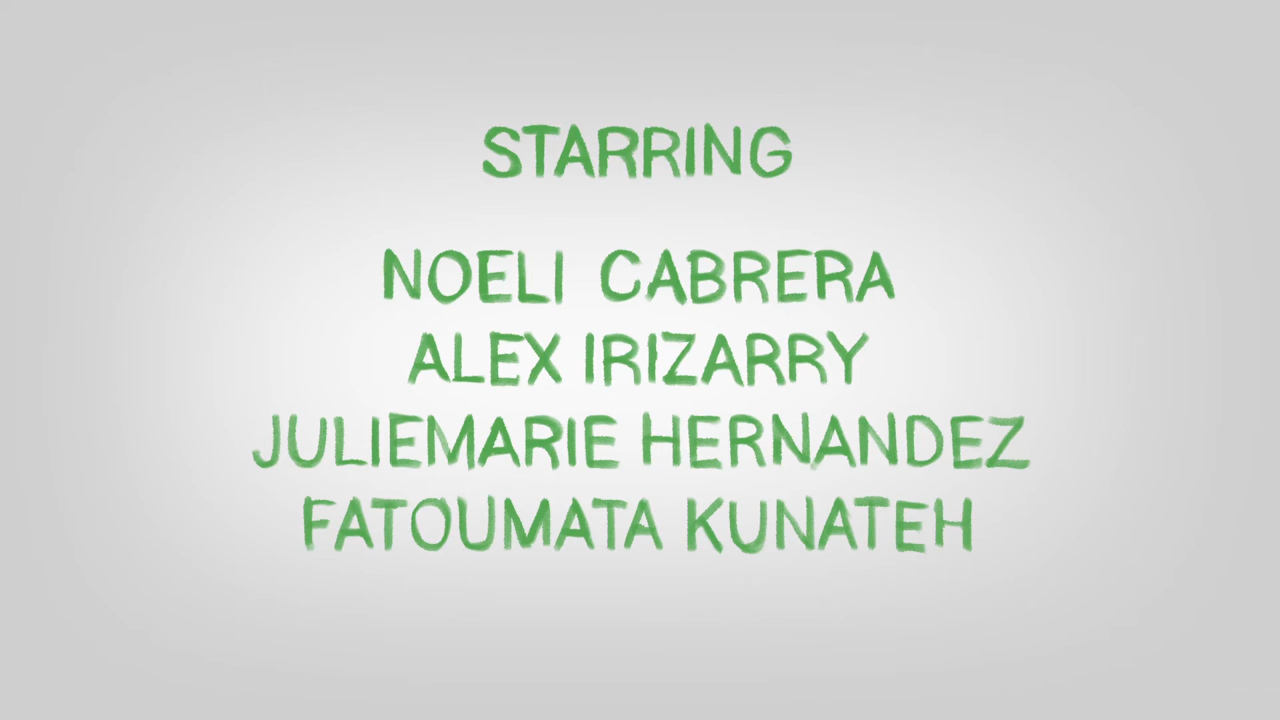 STARRING
NOELI CABRERA
ALEX IRIZARRY
JULIEMARIE HERNANDEZ
FATOUMATA KUNATEH